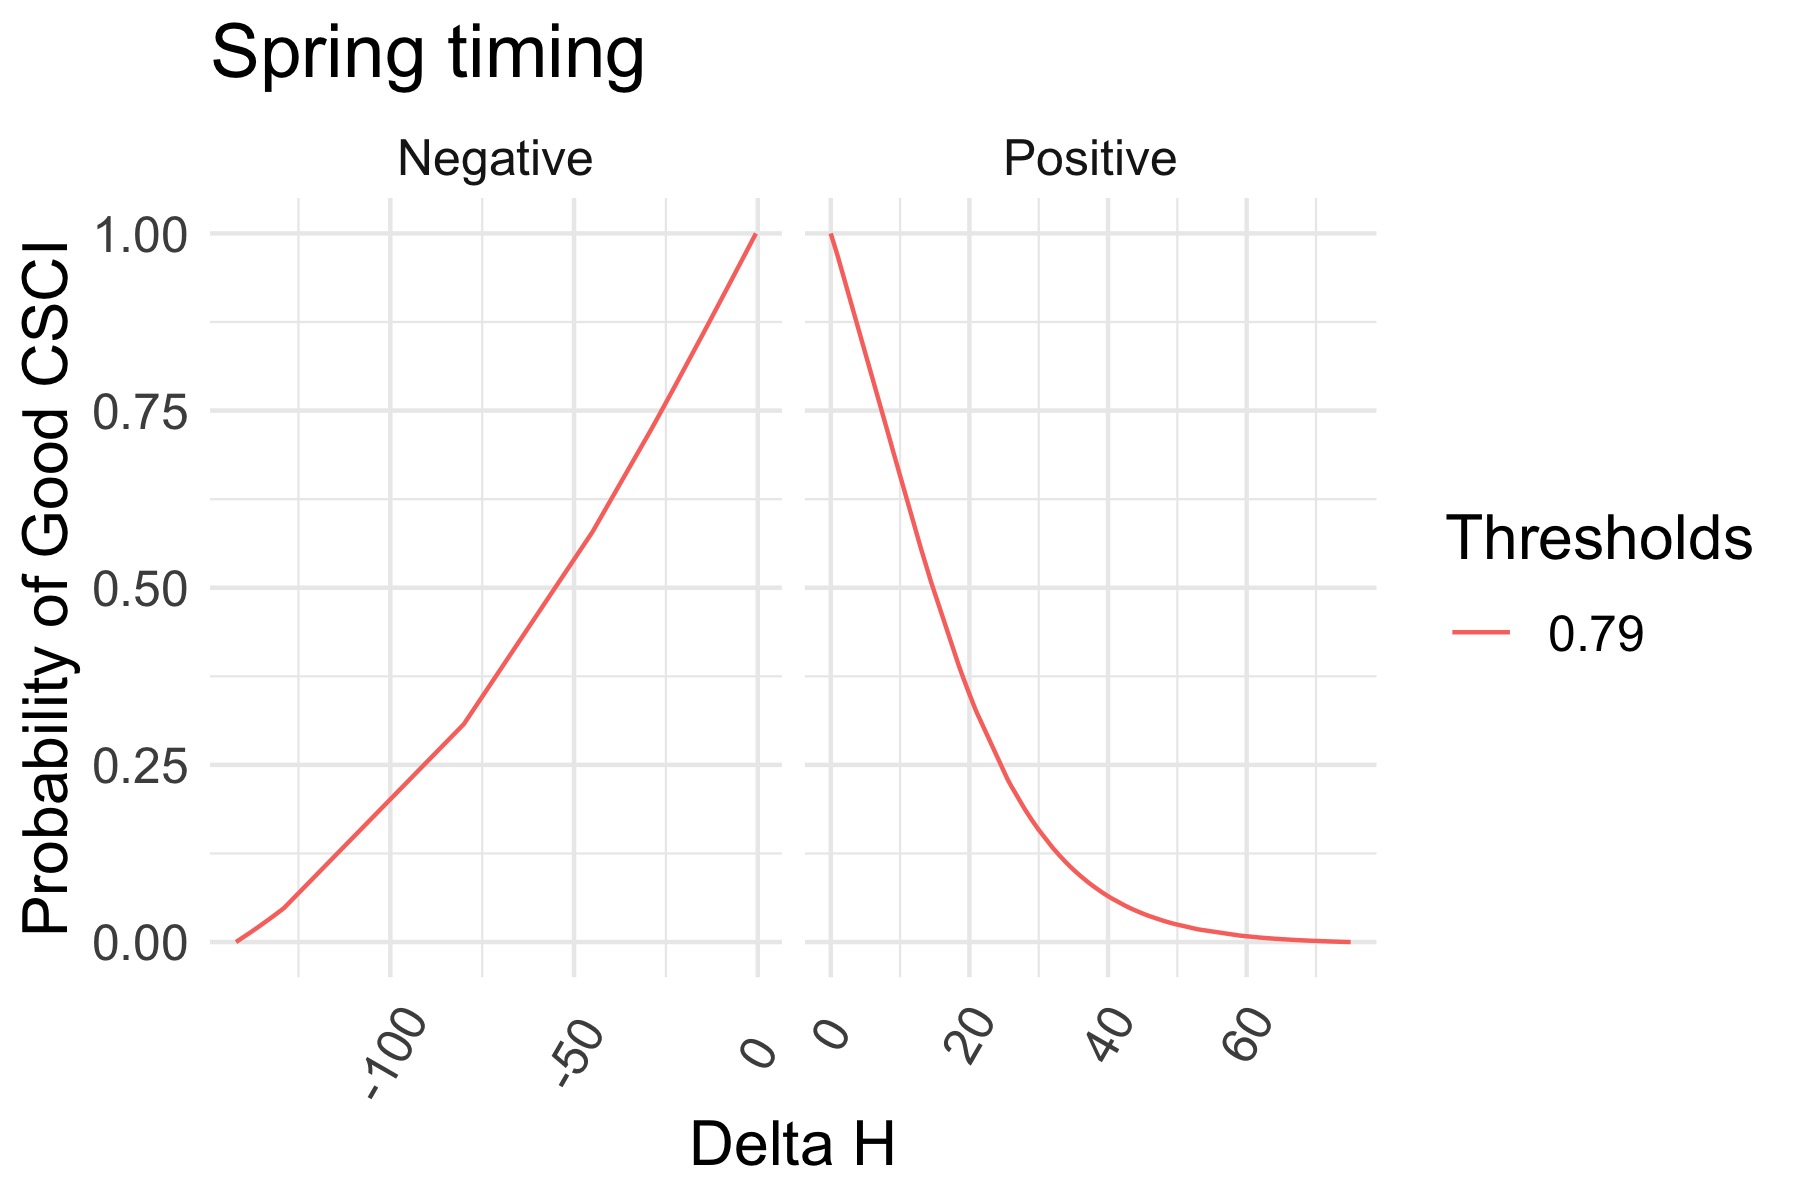 Spring timing
Negative
Positive
Probability of Good CSCI
1.00
0.75
0.50
0.25
0.00
-100
-50
0
0
20
40
60
Delta H
Thresholds
0.79